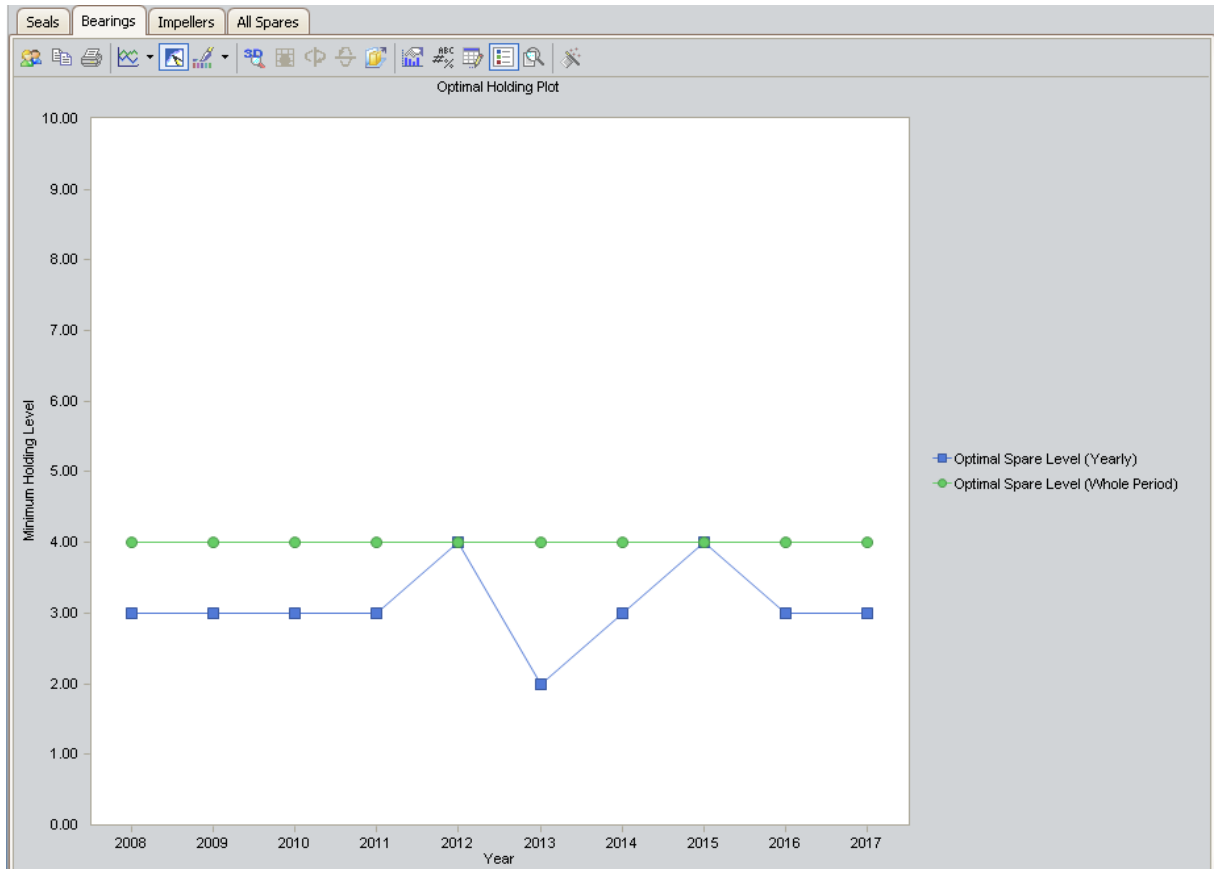 Seals Bearings Impellers All Spares
3D ABC #%
Optimal Holding Plot
10.00
9.00
8.00
7.00
6.00
5.00
4.00
3.00
2.00
1.00
0.00
Minimum Holding Level
2008 2009 2010 2011 2012 2013 2014 2015 2016 2017
Year
Optimal Spare Level (Yearly)
Optimal Spare Level (Whole Period)